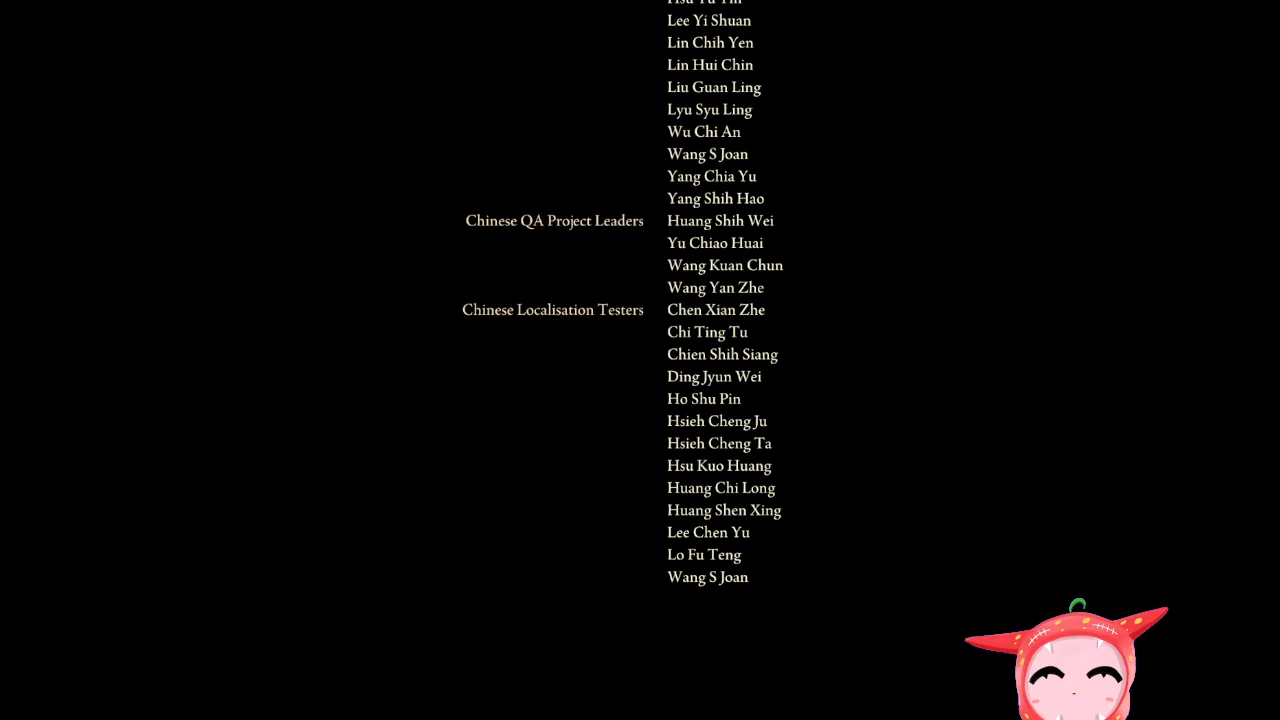 Lee Yi Shuan
Lin Chih Yen
Lin Hui Chin
Liu Guan Ling
Lyu Syu Ling
Wu Chi An
Wang S Joan
Yang Chia Yu
Yang Shih Hao
Chinese QA Project Leaders Huang Shih Wei
Yu Chiao Huai
Wang Kuan Chun
Wang Yan Zhe
Chinese Localisation Testers Chen Xian Zhe
Chi Ting Tu
Chien Shih Siang
Ding Jyun Wei
Ho Shu Pin
Hsieh Cheng Ju
Hsieh Cheng Ta
Hsu Kuo Huang
Huang Chi Long
Huang Shen Xing
Lee Chen Yu
Lo Fu Teng
Wang S Joan